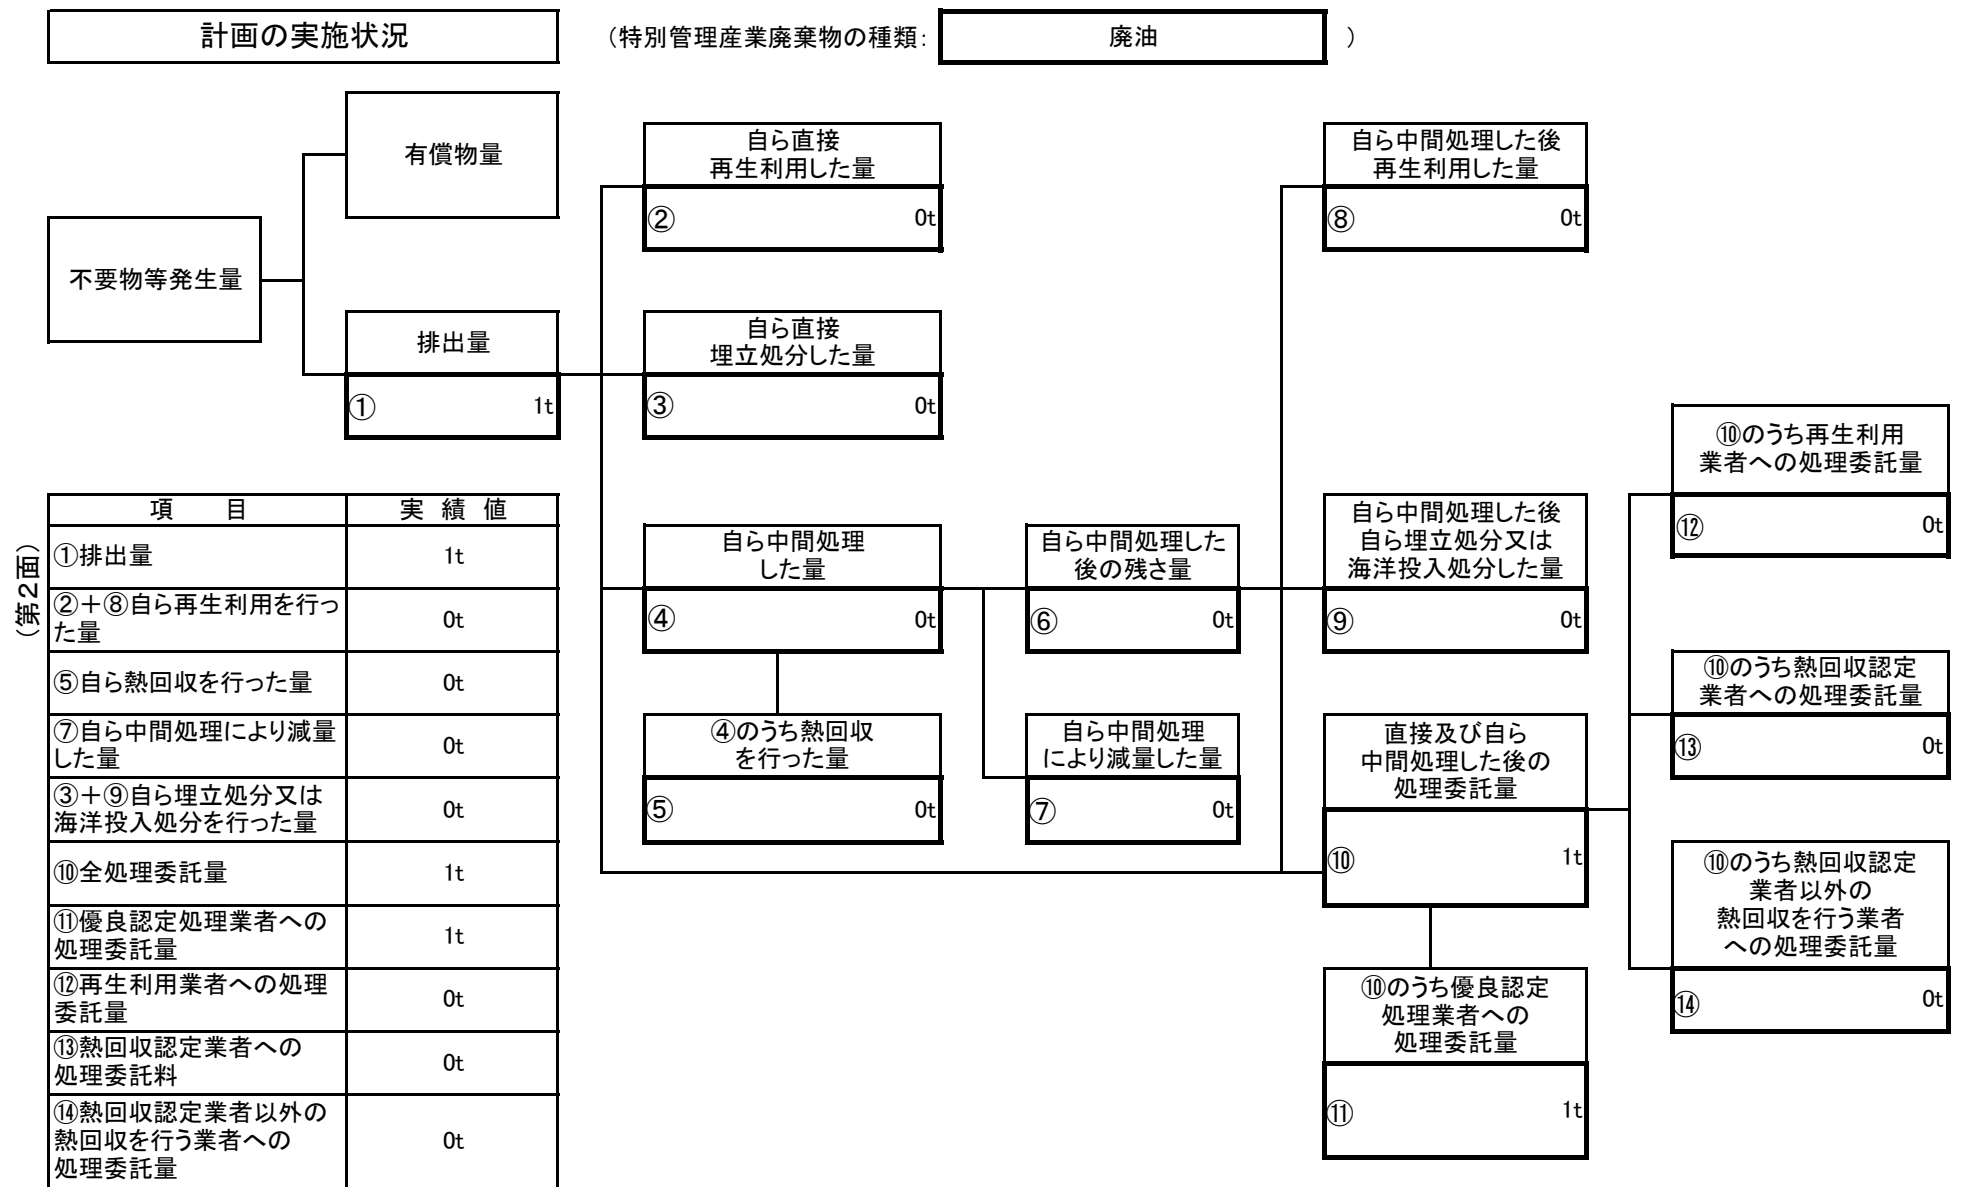 計画の実施状況
（特別管理産業廃棄物の種類： 廃油 ）
有償物量
不要物等発生量
排出量
① 1t
自ら直接
再生利用した量
② 0t
自ら直接
埋立処分した量
③ 0t
自ら中間処理
した量
④ 0t
④のうち熱回収
を行った量
⑤ 0t
自ら中間処理した
後の残さ量
⑥ 0t
自ら中間処理
により減量した量
⑦ 0t
自ら中間処理した後
再生利用した量
⑧ 0t
自ら中間処理した後
自ら埋立処分又は
海洋投入処分した量
⑨ 0t
直接及び自ら
中間処理した後の
処理委託量
⑩ 1t
⑩のうち優良認定
処理業者への
処理委託量
⑪ 1t
⑩のうち再生利用
業者への処理委託量
⑫ 0t
⑩のうち熱回収認定
業者への処理委託量
⑬ 0t
⑩のうち熱回収認定
業者以外の
熱回収を行う業者
への処理委託量
⑭ 0t
（第2面）
項　目 実 績 値
①排出量 1t
②＋⑧自ら再生利用を行っ
た量 0t
⑤自ら熱回収を行った量 0t
⑦自ら中間処理により減量
した量 0t
③＋⑨自ら埋立処分又は
海洋投入処分を行った量 0t
⑩全処理委託量 1t
⑪優良認定処理業者への
処理委託量 1t
⑫再生利用業者への処理
委託量 0t
⑬熱回収認定業者への
処理委託料 0t
⑭熱回収認定業者以外の
熱回収を行う業者への
処理委託量 0t